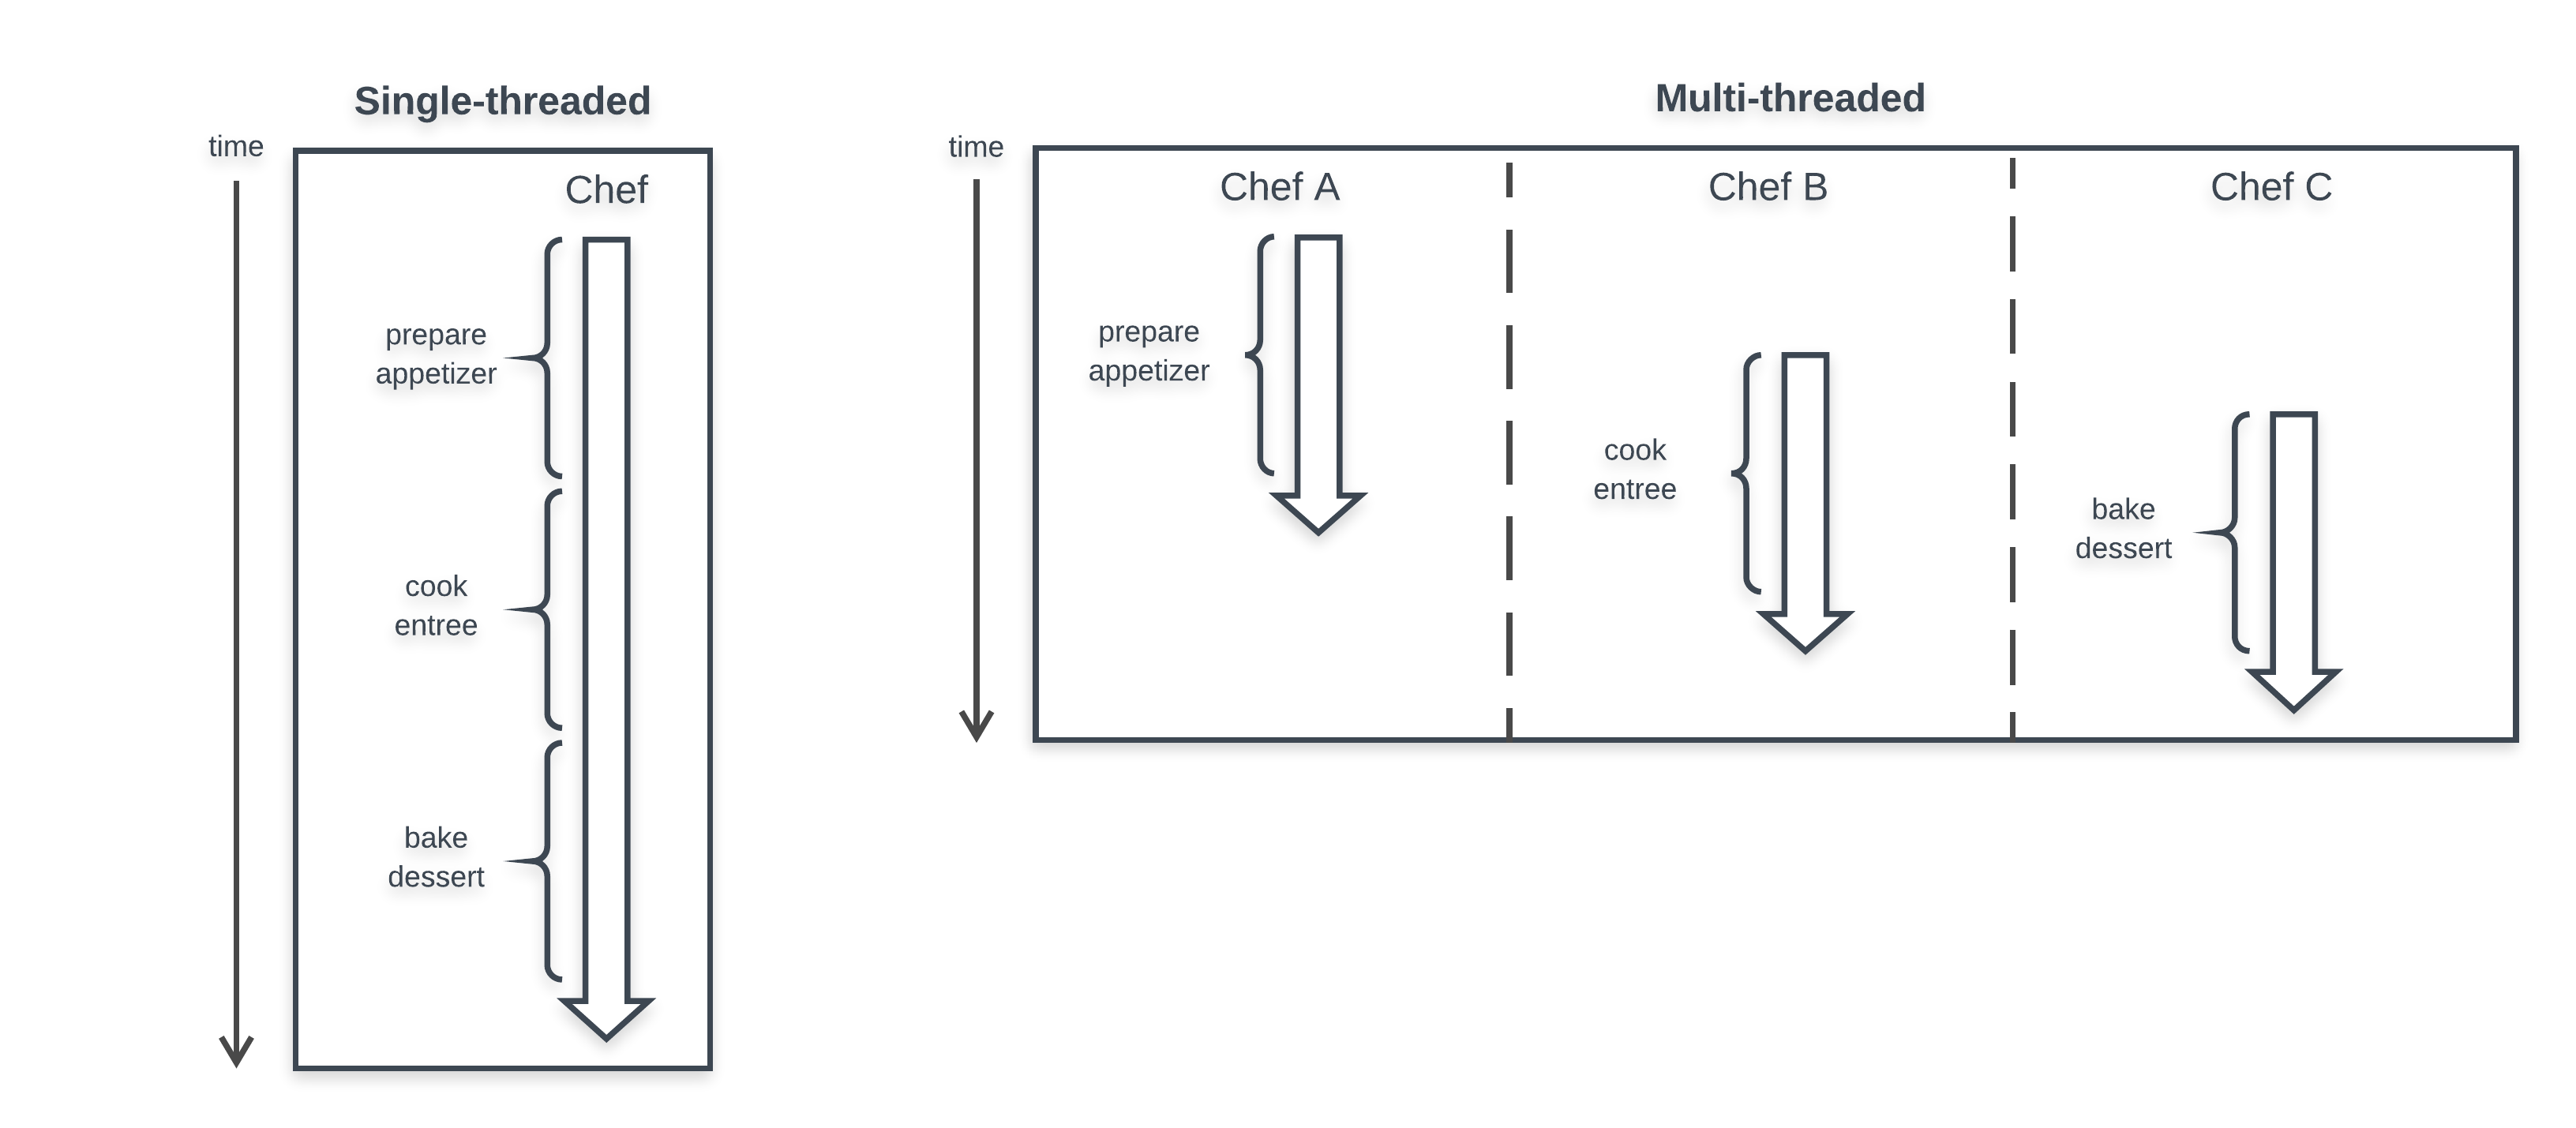 Single-threaded
time
Chef
prepare
appetizer
cook
entree
bake
dessert
Multi-threaded
time
Chef A
Chef B
Chef C
prepare
appetizer
cook
entree
bake
dessert